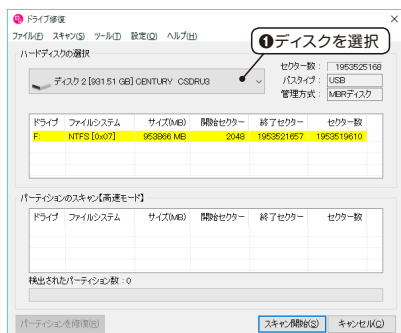 ドライブ修復
ファイル(F) スキャン(S) ツール(T) 設定(O) ヘルプ(H)
❶ディスクを選択
ハードディスクの選択
ディスク 2 [931.51 GB] CENTURY CSDRU3
セクター数: 1953525168
バスタイプ: USB
管理方式: MBRディスク
ドライブ ファイルシステム サイズ(MB) 開始セクター 終了セクター セクター数
F: NTFS [0x07] 953866 MB 2048 1953521657 1953519610
パーティションのスキャン【高速モード】
ドライブ ファイルシステム サイズ(MB) 開始セクター 終了セクター セクター数
検出されたパーティション数:0
パーティションを修復(R) スキャン開始(S) キャンセル(C)